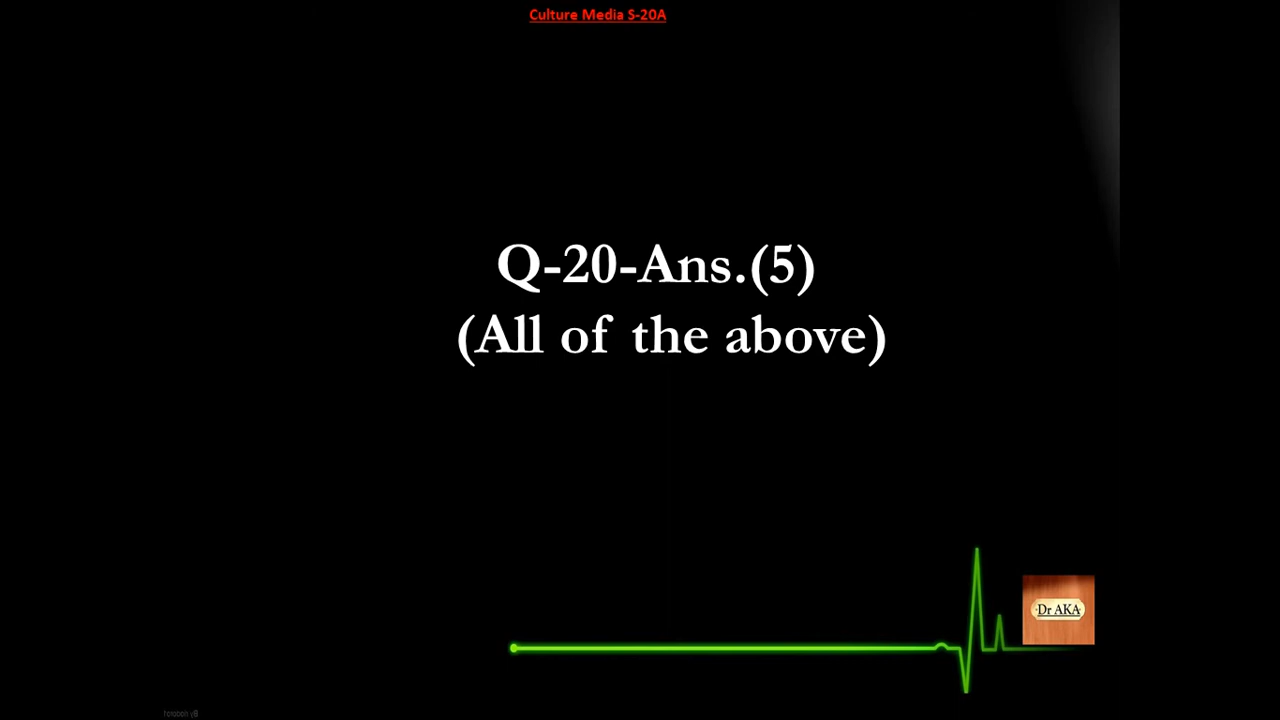 Culture Media S-20A
Q-20-Ans.(5)
(All of the above)
Dr AKA